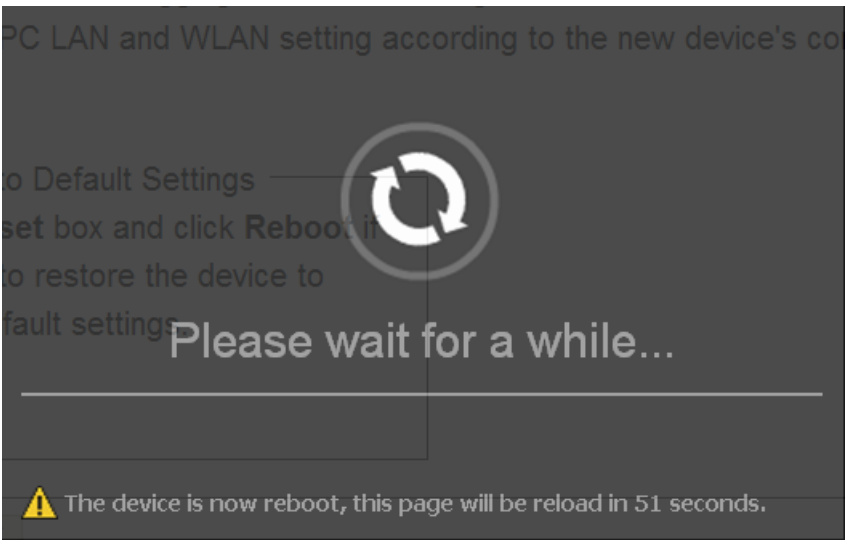 PC LAN and WLAN setting according to the new device's co
to Default Settings
set box and click Reboot if
to restore the device to
fault settings.
Please wait for a while...
The device is now reboot, this page will be reload in 51 seconds.